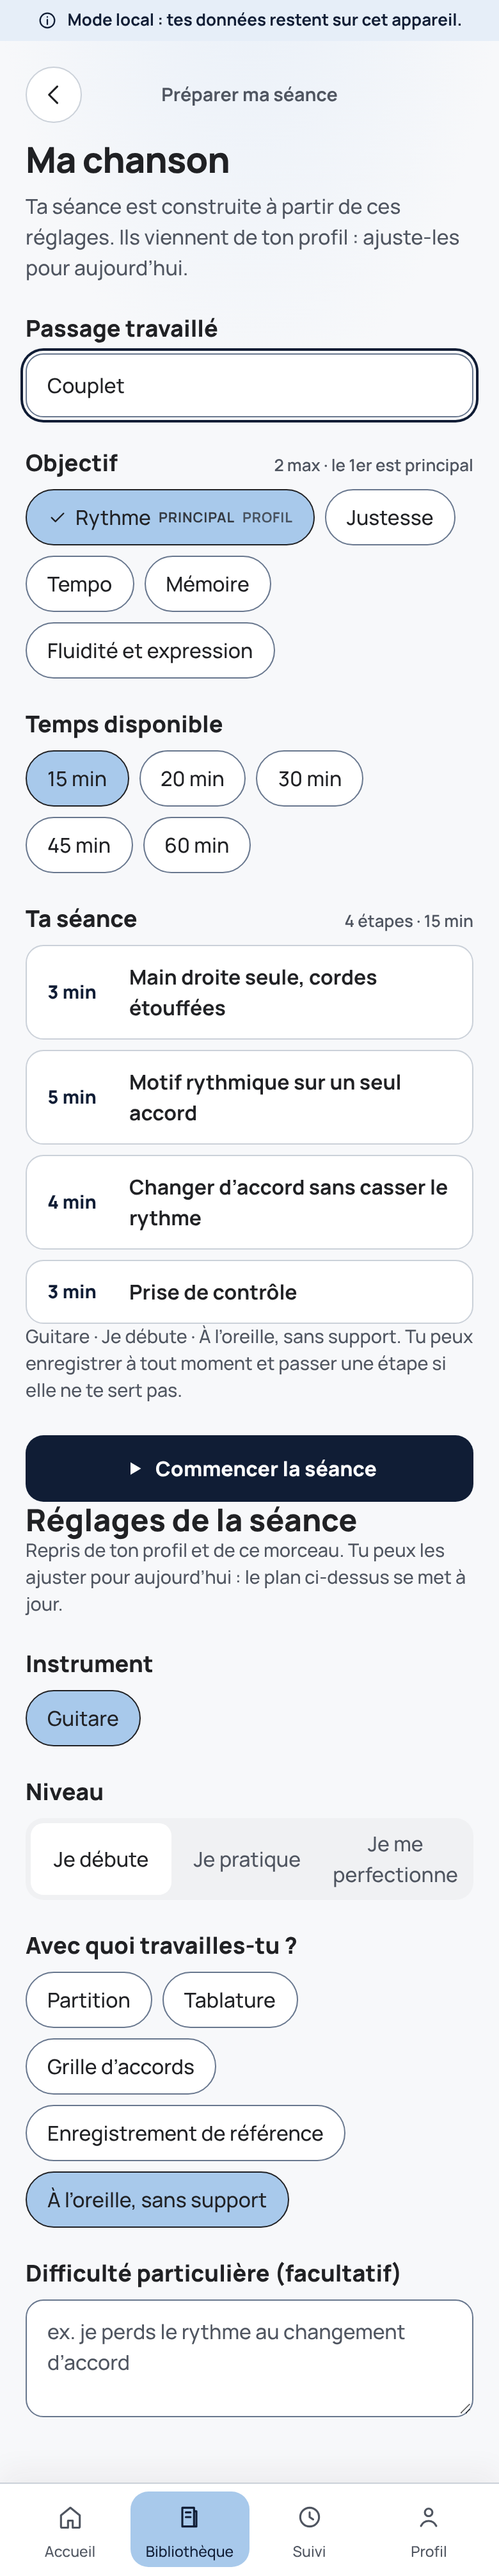 Mode local : tes données restent sur cet appareil.
Préparer ma séance
Ma chanson
Ta séance est construite à partir de ces
réglages. Ils viennent de ton profil : ajuste-les
pour aujourd’hui.
Passage travaillé
Couplet
Objectif 2 max · le 1er est principal
Rythme PRINCIPAL PROFIL Justesse
Tempo Mémoire
Fluidité et expression
Temps disponible
15 min 20 min 30 min
45 min 60 min
Ta séance 4 étapes · 15 min
3 min Main droite seule, cordes
étouffées
5 min Motif rythmique sur un seul
accord
4 min Changer d’accord sans casser le
rythme
3 min Prise de contrôle
Guitare · Je débute · À l’oreille, sans support. Tu peux
enregistrer à tout moment et passer une étape si
elle ne te sert pas.
Commencer la séance
Réglages de la séance
Repris de ton profil et de ce morceau. Tu peux les
ajuster pour aujourd’hui : le plan ci-dessus se met à
jour.
Instrument
Guitare
Niveau
Je débute Je pratique Je me
perfectionne
Avec quoi travailles-tu ?
Partition Tablature
Grille d’accords
Enregistrement de référence
À l’oreille, sans support
Difficulté particulière (facultatif)
ex. je perds le rythme au changement
d’accord
Accueil Bibliothèque Suivi Profil